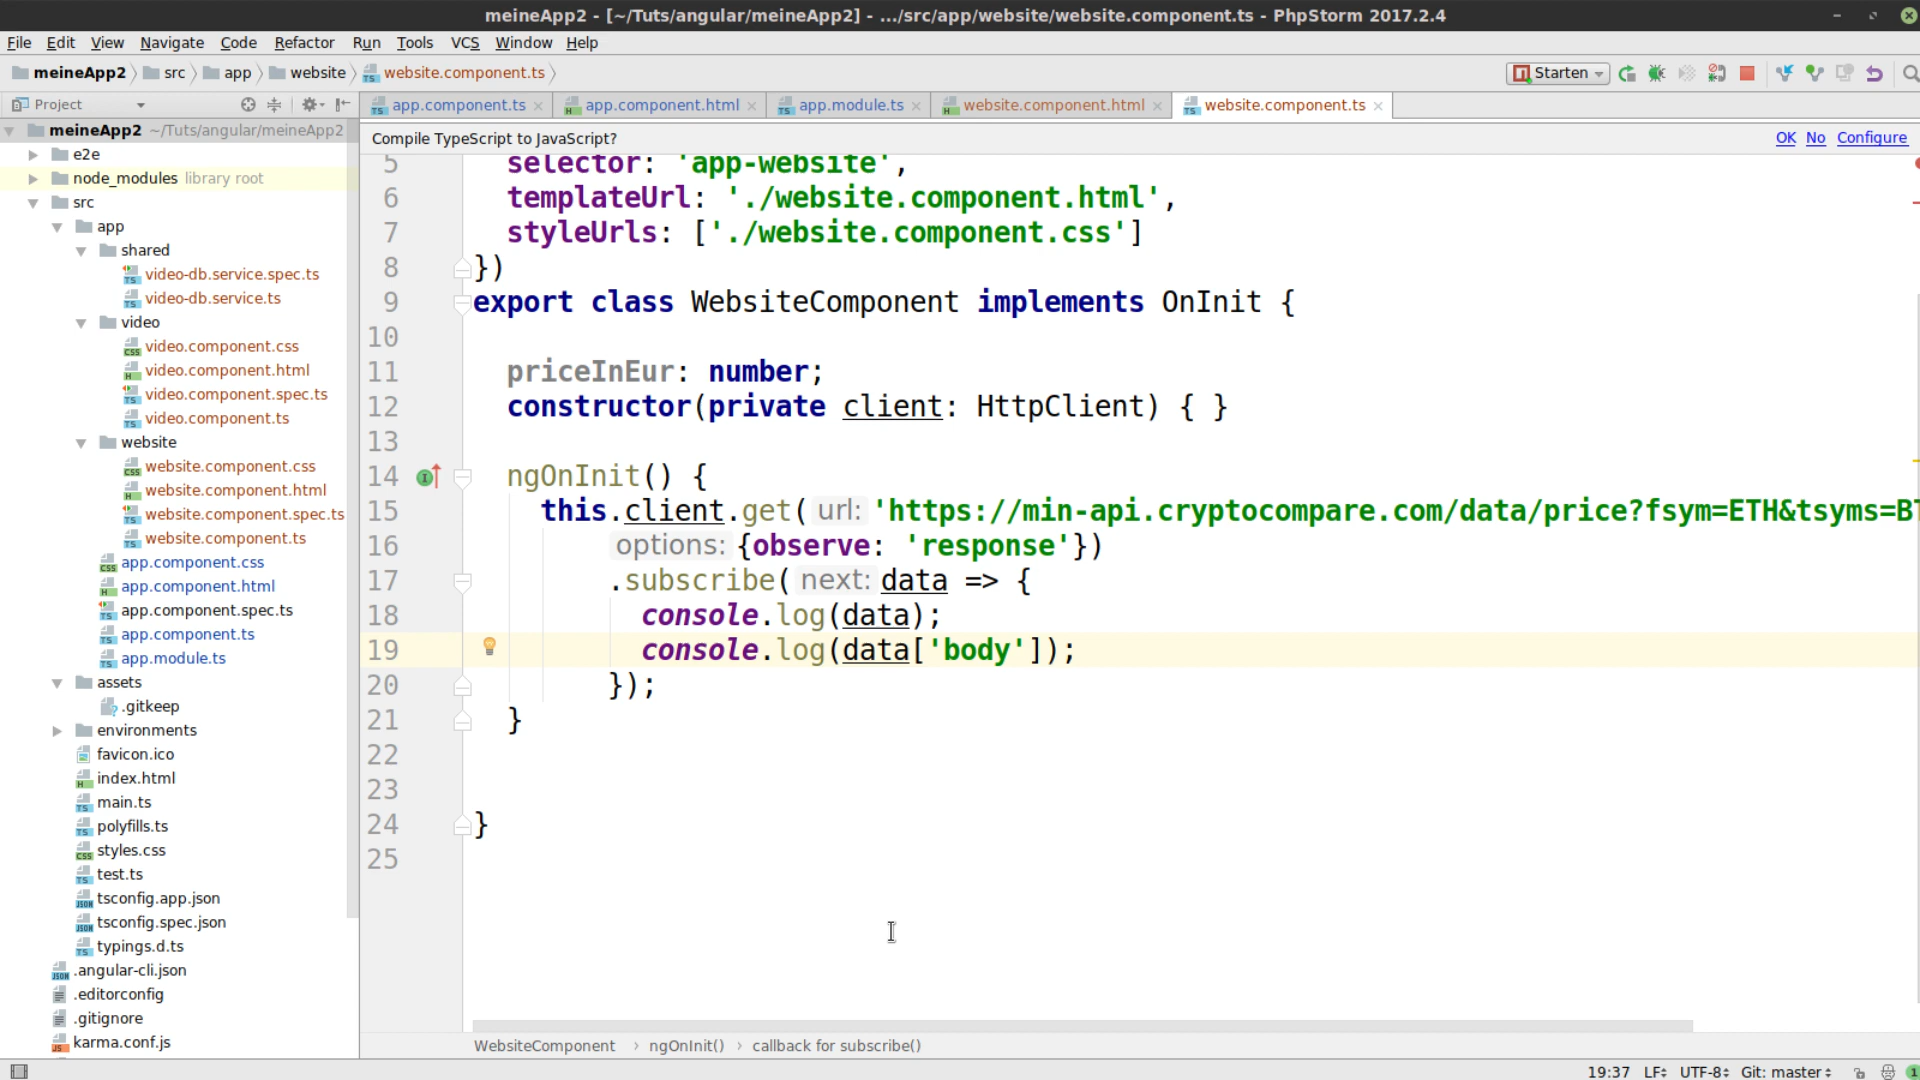 meineApp2 - [~/Tuts/angular/meineApp2] - .../src/app/website/website.component.ts - PhpStorm 2017.2.4
File Edit View Navigate Code Refactor Run Tools VCS Window Help
meineApp2 src app website website.component.ts Starten
Project
app.component.ts app.component.html app.module.ts website.component.html website.component.ts
Compile TypeScript to JavaScript? OK No Configure
meineApp2 ~/Tuts/angular/meineApp2
e2e
node_modules library root
src
app
shared
video-db.service.spec.ts
video-db.service.ts
video
video.component.css
video.component.html
video.component.spec.ts
video.component.ts
website
website.component.css
website.component.html
website.component.spec.ts
website.component.ts
app.component.css
app.component.html
app.component.spec.ts
app.component.ts
app.module.ts
assets
.gitkeep
environments
favicon.ico
index.html
main.ts
polyfills.ts
styles.css
test.ts
tsconfig.app.json
tsconfig.spec.json
typings.d.ts
.angular-cli.json
.editorconfig
.gitignore
karma.conf.js
5 selector: 'app-website',
6 templateUrl: './website.component.html',
7 styleUrls: ['./website.component.css']
8 })
9 export class WebsiteComponent implements OnInit {
10
11 priceInEur: number;
12 constructor(private client: HttpClient) { }
13
14 ngOnInit() {
15 this.client.get( url: 'https://min-api.cryptocompare.com/data/price?fsym=ETH&tsyms=BT
16 options: {observe: 'response'})
17 .subscribe( next: data => {
18 console.log(data);
19 console.log(data['body']);
20 });
21 }
22
23
24 }
25
WebsiteComponent › ngOnInit() › callback for subscribe()
19:37 LF UTF-8 Git: master 1